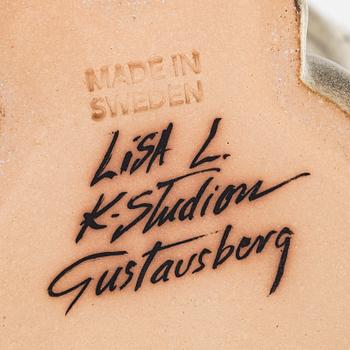 MADE IN
SWEDEN
LiSA L.
K-Studion
Gustavsberg